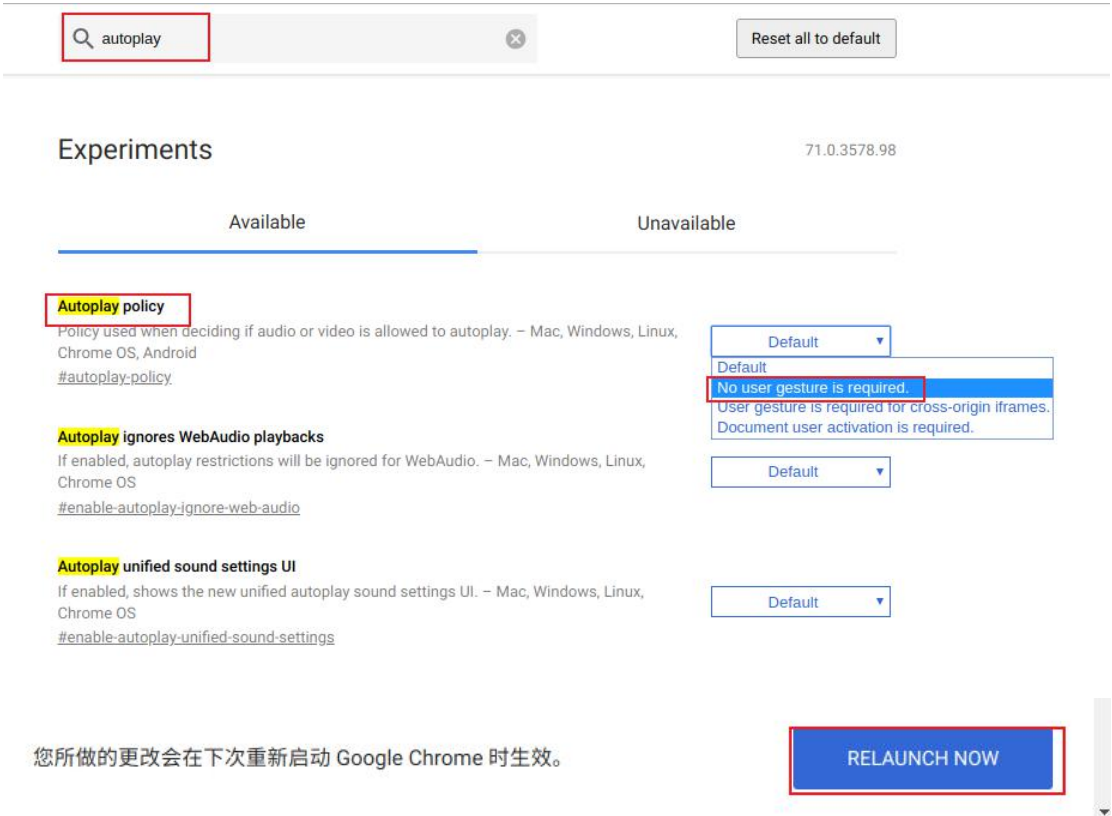 autoplay
Reset all to default
Experiments
71.0.3578.98
Available
Unavailable
Autoplay policy
Policy used when deciding if audio or video is allowed to autoplay. – Mac, Windows, Linux,
Chrome OS, Android
#autoplay-policy
Default
Default
No user gesture is required.
User gesture is required for cross-origin iframes.
Document user activation is required.
Autoplay ignores WebAudio playbacks
If enabled, autoplay restrictions will be ignored for WebAudio. – Mac, Windows, Linux,
Chrome OS
#enable-autoplay-ignore-web-audio
Default
Autoplay unified sound settings UI
If enabled, shows the new unified autoplay sound settings UI. – Mac, Windows, Linux,
Chrome OS
#enable-autoplay-unified-sound-settings
Default
您所做的更改会在下次重新启动 Google Chrome 时生效。
RELAUNCH NOW